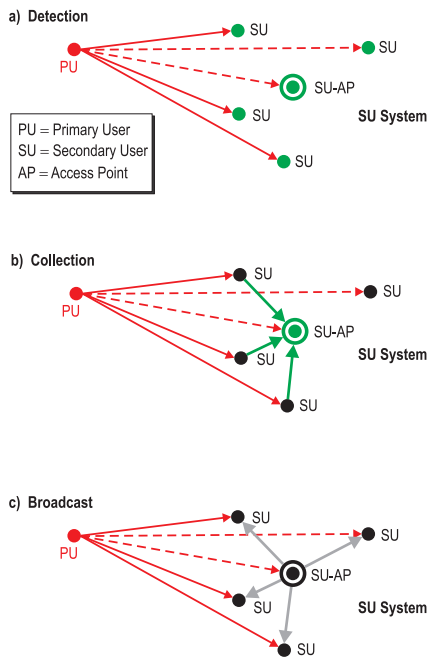 a) Detection
SU
SU
PU
SU-AP
SU
SU System
SU
PU = Primary User
SU = Secondary User
AP = Access Point
b) Collection
SU
SU
PU
SU-AP
SU
SU System
SU
c) Broadcast
SU
SU
PU
SU-AP
SU
SU System
SU